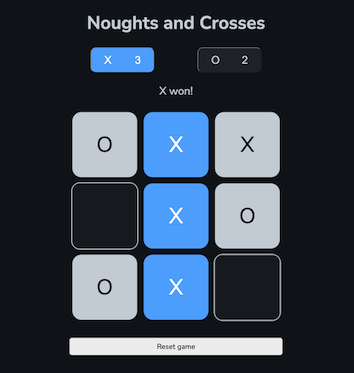 Noughts and Crosses
X 3 O 2
X won!
O X X
X O
O X
Reset game